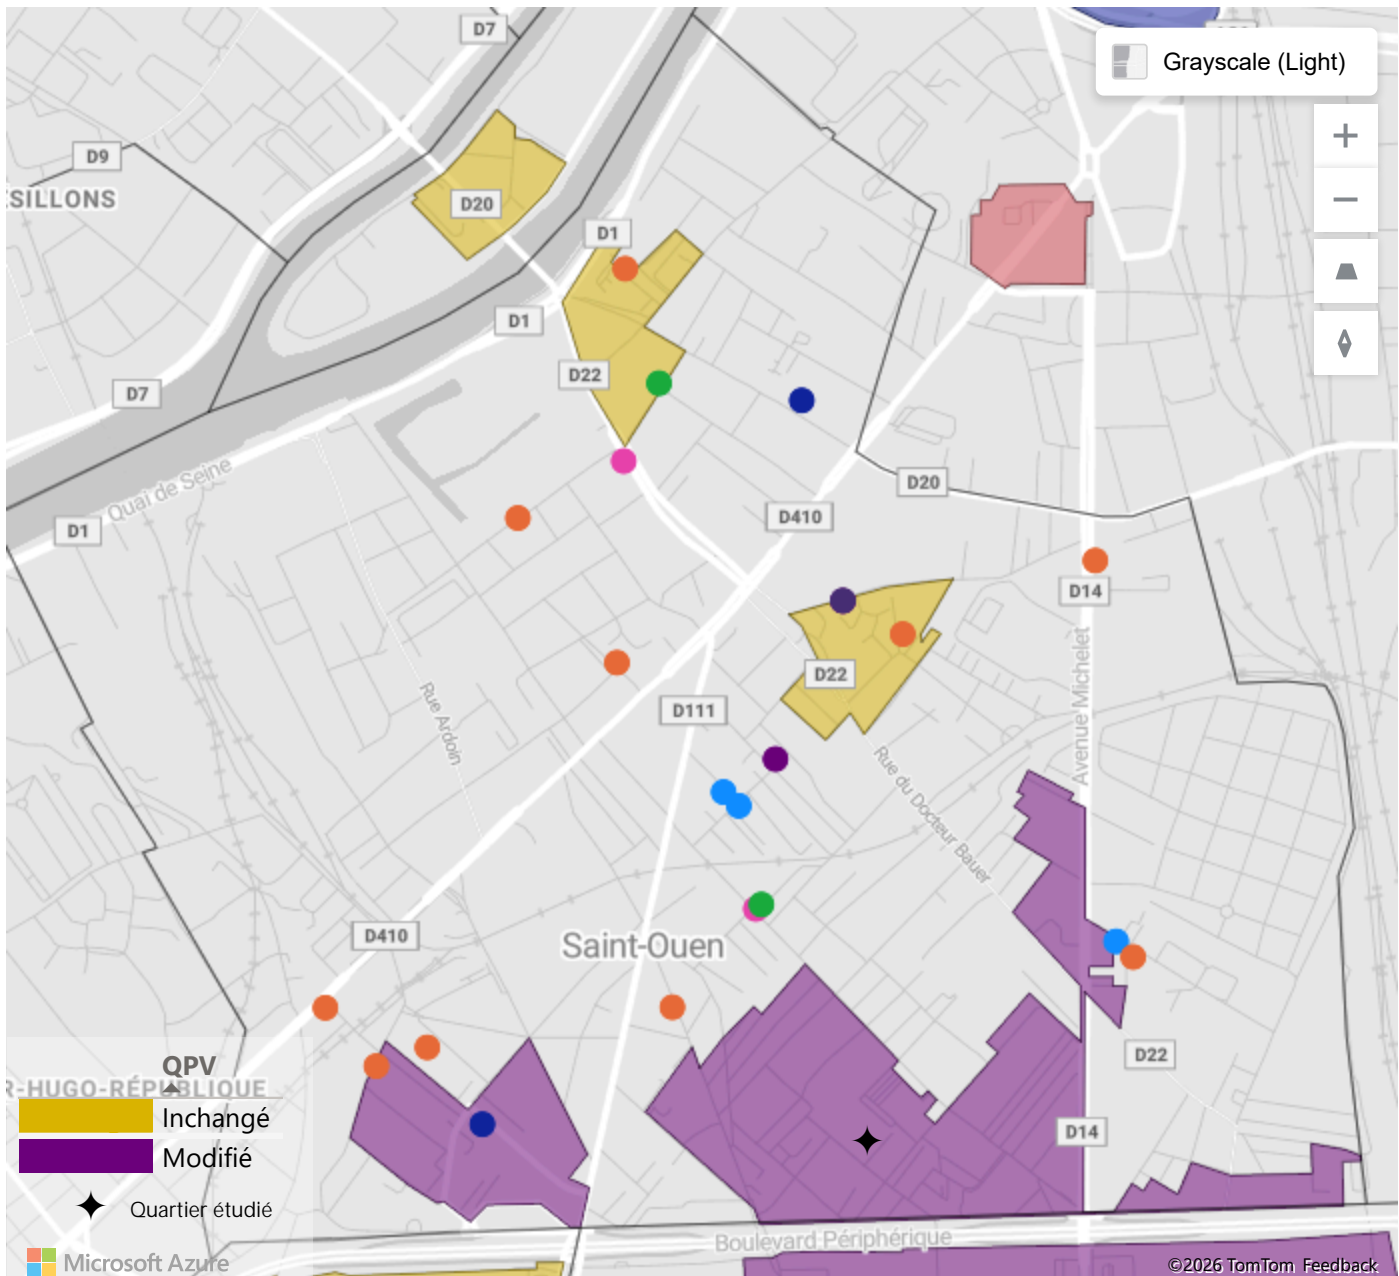 D7
Grayscale (Light)
D9
SILLONS
D20
D1
D1
D22
D7
Quai de Seine
D20
D410
D1
D14
Avenue Michelet
D22
Rue Ardoin
D111
Rue du Docteur Bauer
D410
Saint-Ouen
D22
QPV
R-HUGO-RÉPUBLIQUE
Inchangé
D14
Modifié
Quartier étudié
Boulevard Périphérique
Microsoft Azure
©2026 TomTom Feedback